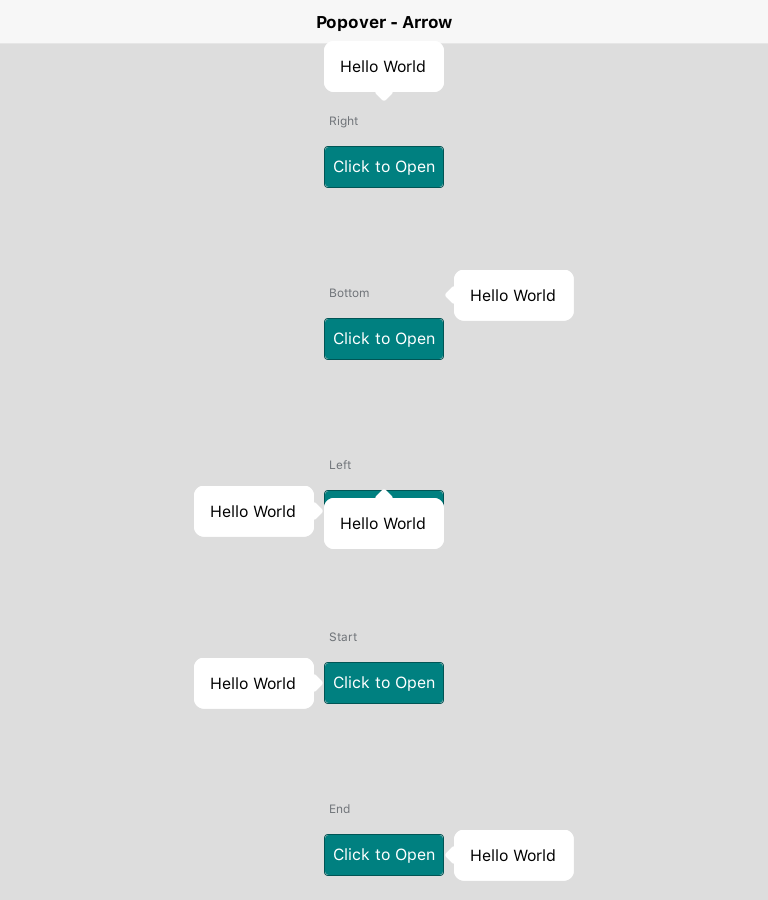 Popover - Arrow
Hello World
Right
Click to Open
Hello World
Bottom
Click to Open
Left
Hello World
Hello World
Start
Hello World
Click to Open
End
Click to Open
Hello World